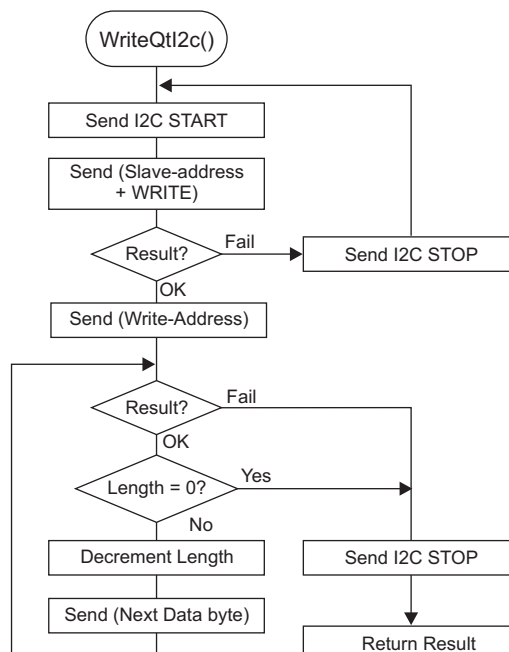 WriteQtI2c()
Send I2C START
Send (Slave-address
+ WRITE)
Result?
Fail
Send I2C STOP
OK
Send (Write-Address)
Result?
Fail
OK
Length = 0?
Yes
No
Decrement Length
Send I2C STOP
Send (Next Data byte)
Return Result